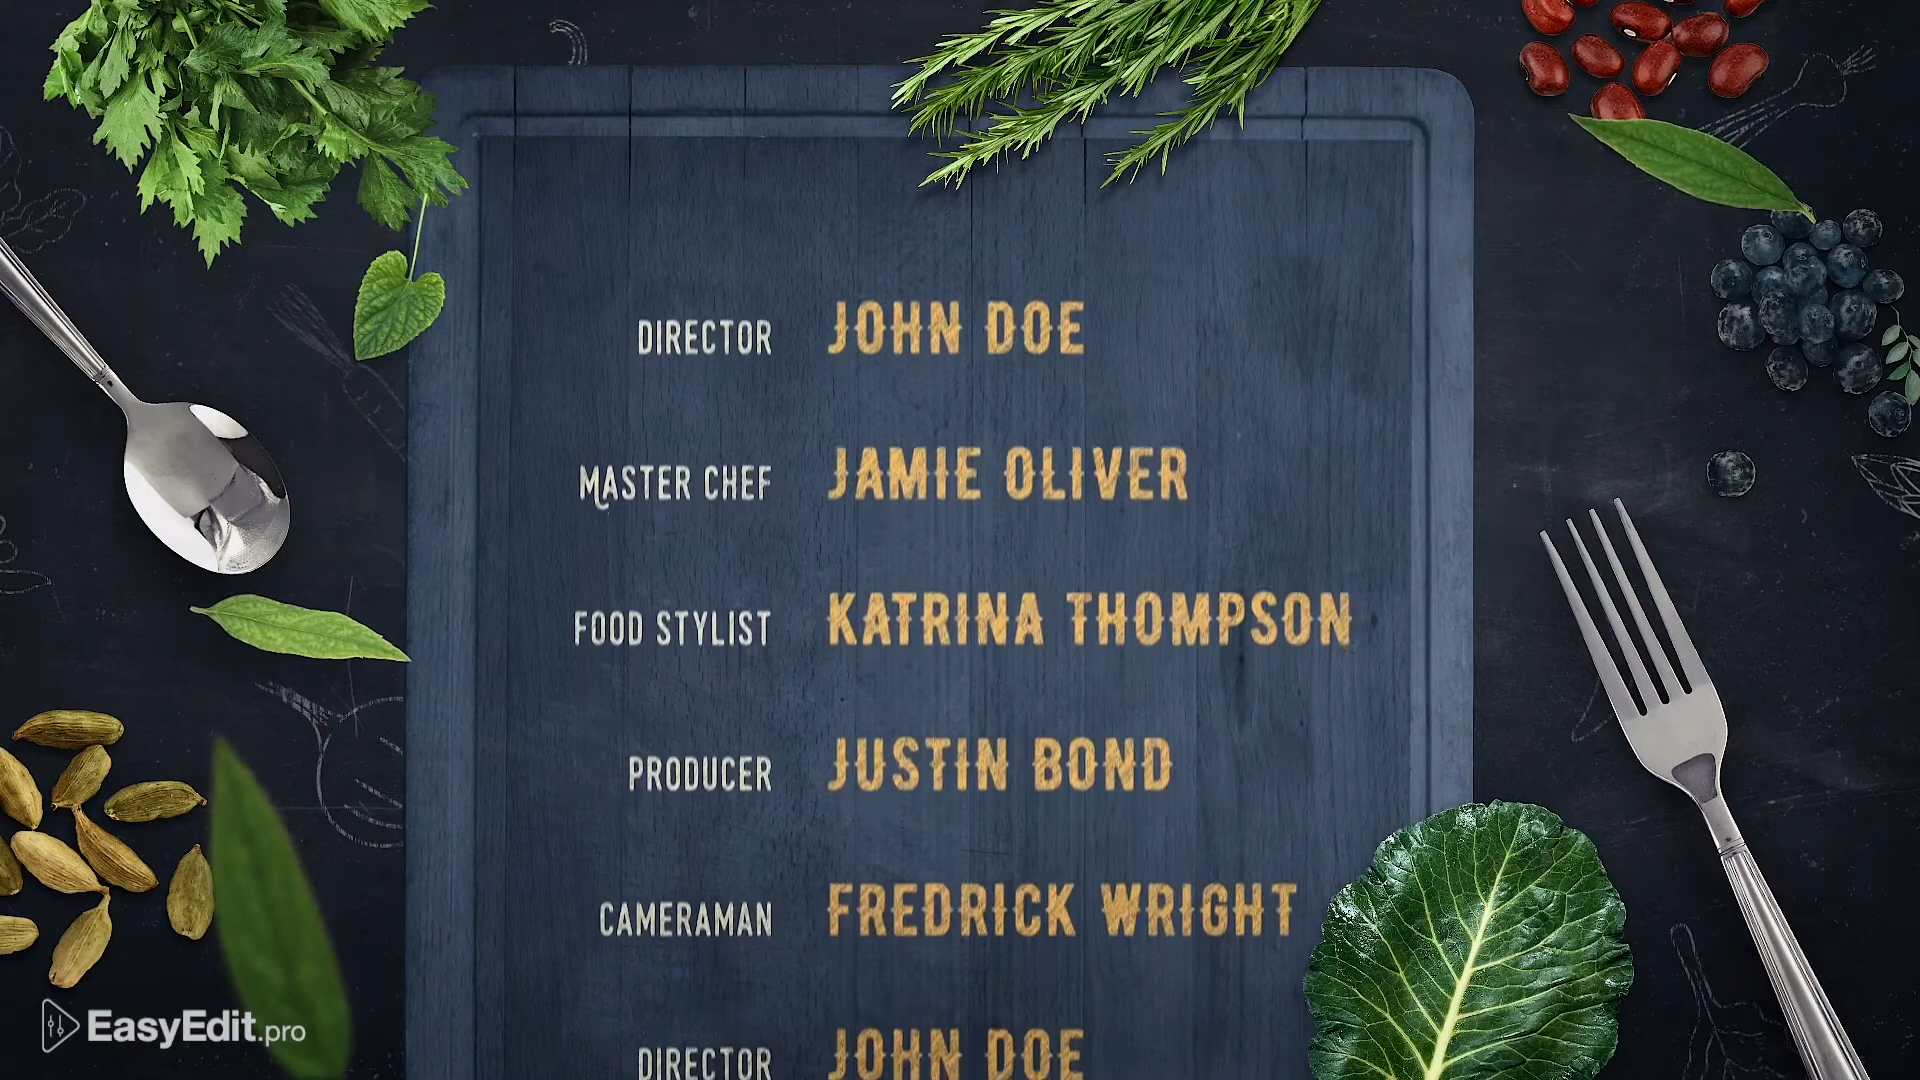 DIRECTOR JOHN DOE
MASTER CHEF JAMIE OLIVER
FOOD STYLIST KATRINA THOMPSON
PRODUCER JUSTIN BOND
CAMERAMAN FREDRICK WRIGHT
DIRECTOR JOHN DOE
EasyEdit.pro